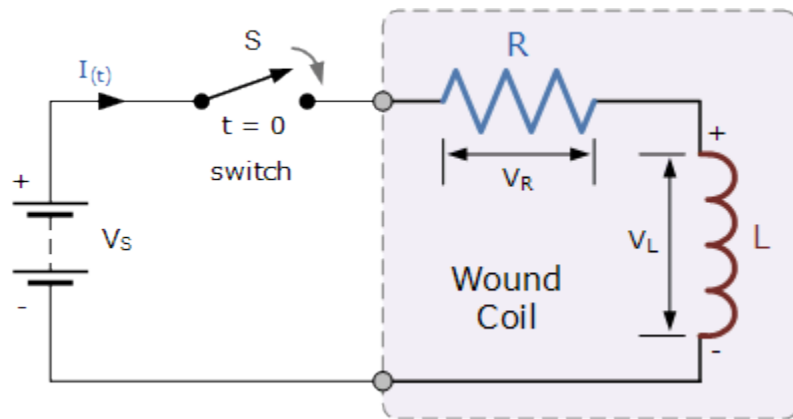 S
R
I(t)
t = 0
switch
+
VS
-
VR
+
VL
L
-
Wound
Coil